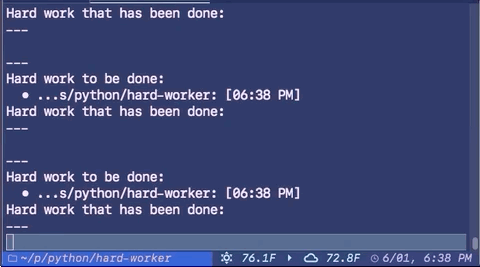 Hard work that has been done:
---
---
Hard work to be done:
• ...s/python/hard-worker: [06:38 PM]
Hard work that has been done:
---
---
Hard work to be done:
• ...s/python/hard-worker: [06:38 PM]
Hard work that has been done:
---
~/p/python/hard-worker 76.1F 72.8F 6/01, 6:38 PM